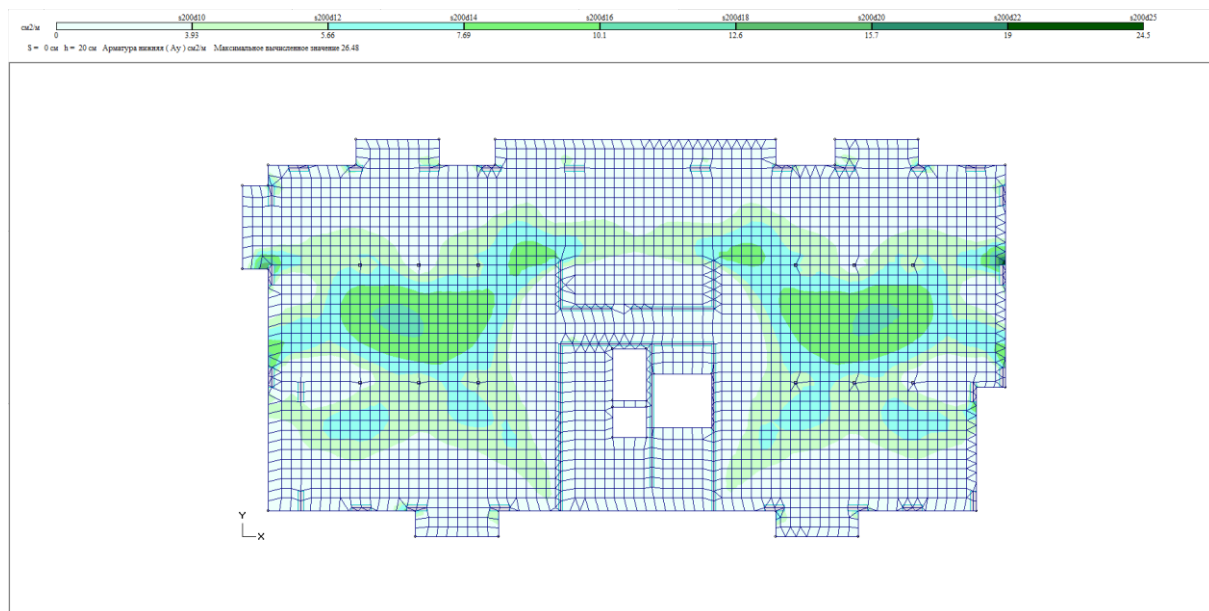 s200d10 s200d12 s200d14 s200d16 s200d18 s200d20 s200d22 s200d25
см2/м
0 3.93 5.66 7.69 10.1 12.6 15.7 19 24.5
S = 0 см h = 20 см Арматура нижняя ( Ay ) см2/м Максимальное вычисленное значение 26.48
Y
X